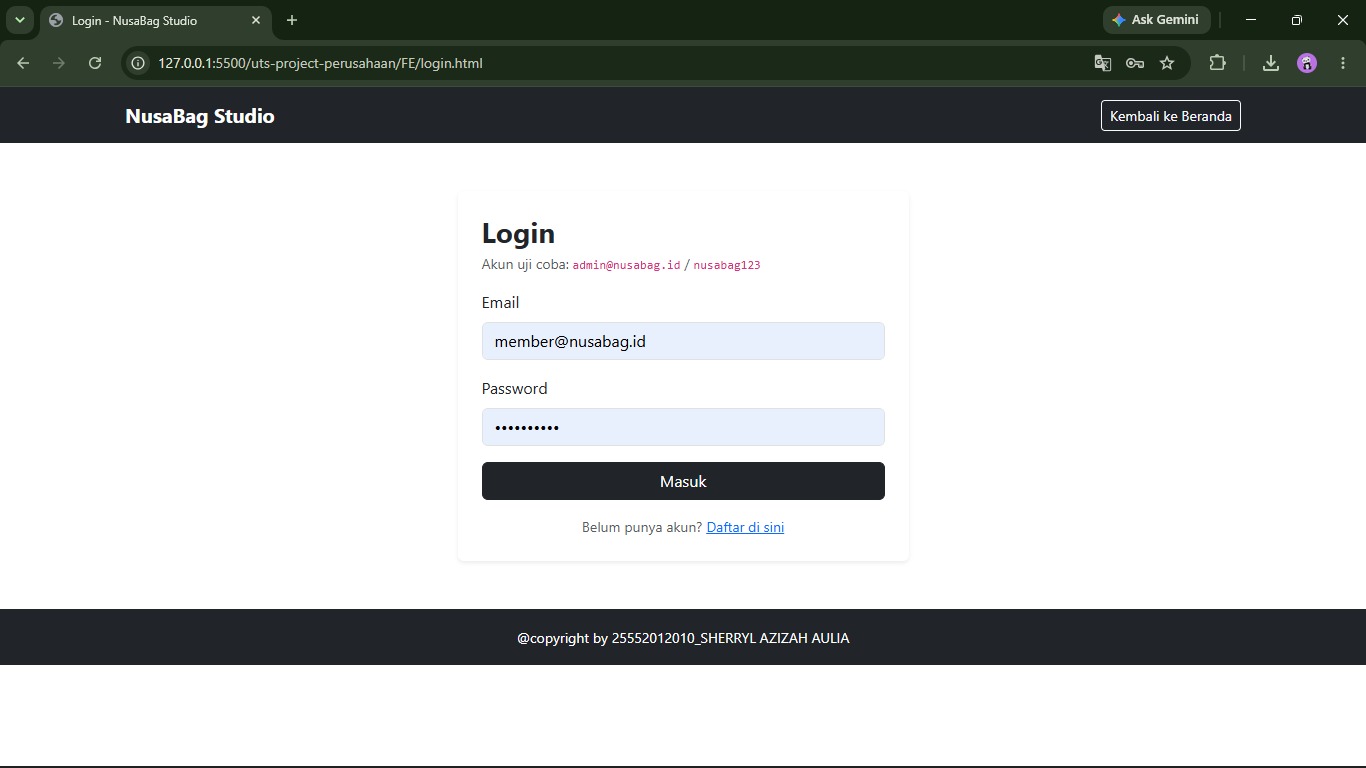 Login - NusaBag Studio
Ask Gemini
127.0.0.1:5500/uts-project-perusahaan/FE/login.html
NusaBag Studio
Kembali ke Beranda
Login
Akun uji coba: admin@nusabag.id / nusabag123
Email
member@nusabag.id
Password
••••••••••
Masuk
Belum punya akun? Daftar di sini
@copyright by 25552012010_SHERRYL AZIZAH AULIA